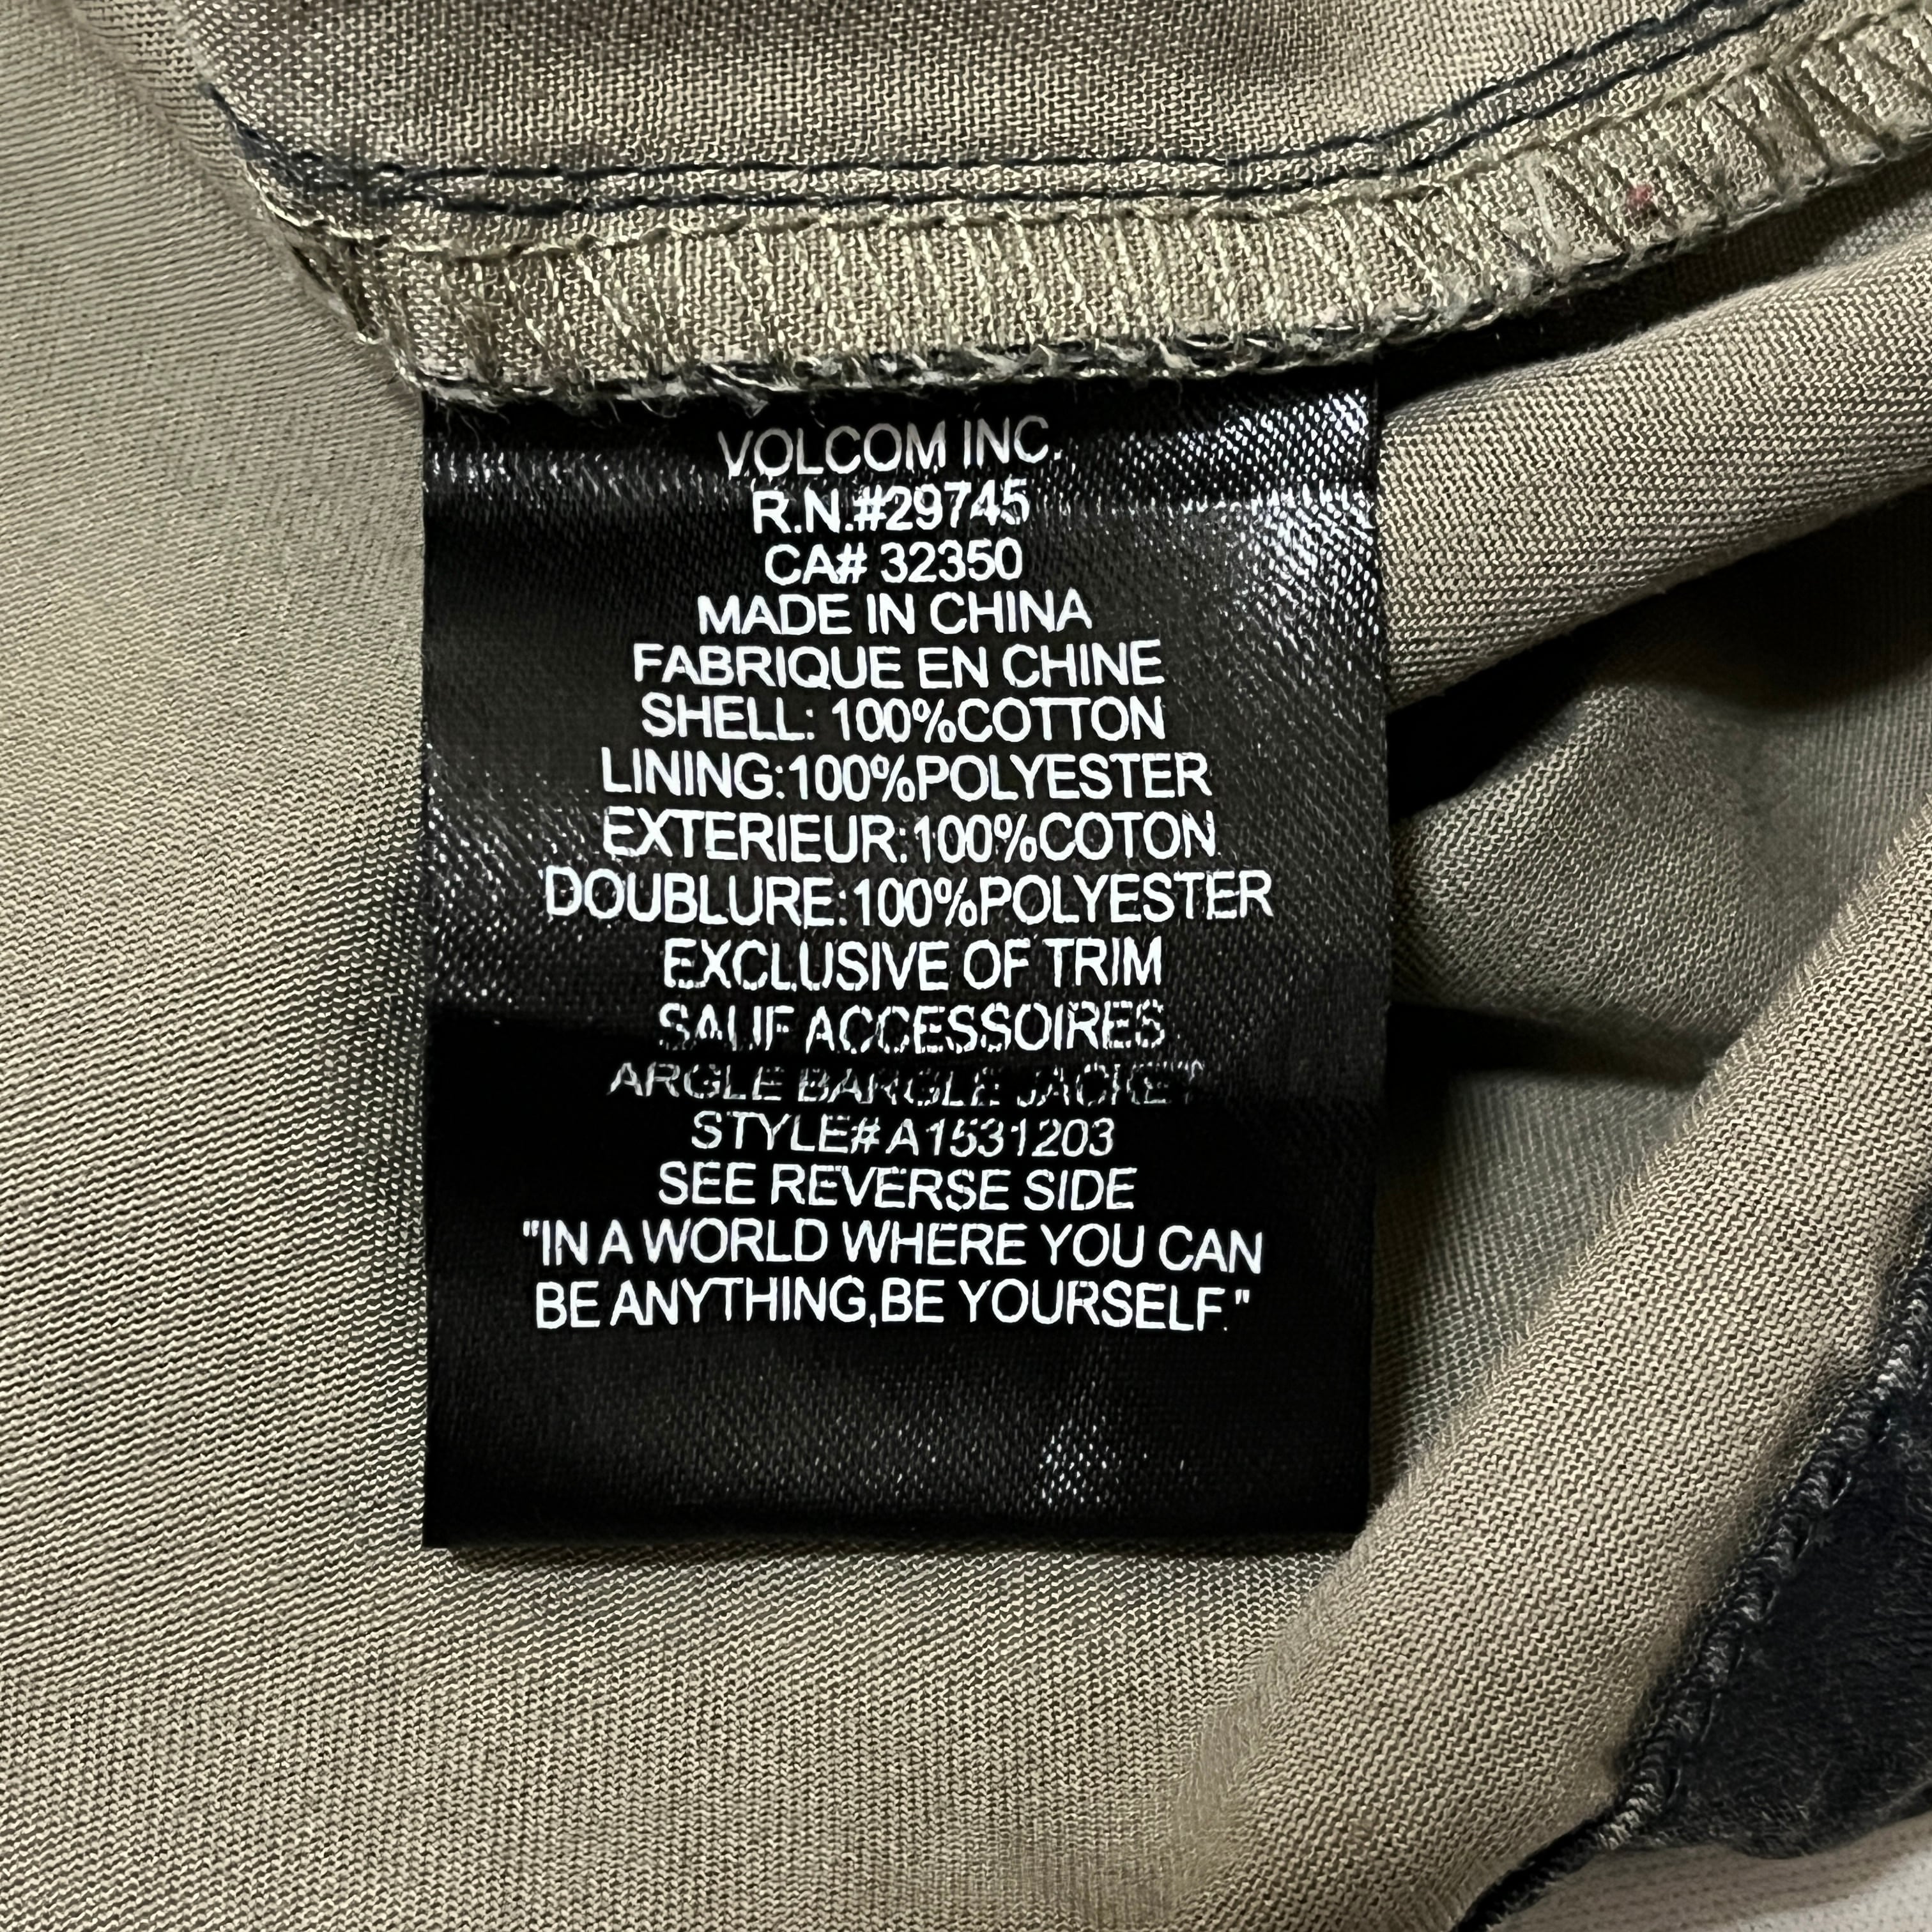 VOLCOM INC.
R.N.#29745
CA# 32350
MADE IN CHINA
FABRIQUE EN CHINE
SHELL: 100%COTTON
LINING:100%POLYESTER
EXTERIEUR:100%COTON
DOUBLURE:100%POLYESTER
EXCLUSIVE OF TRIM
SAUF ACCESSOIRES
ARGLE BARGLE JACKET
STYLE# A1531203
SEE REVERSE SIDE
"IN A WORLD WHERE YOU CAN
BE ANYTHING,BE YOURSELF."